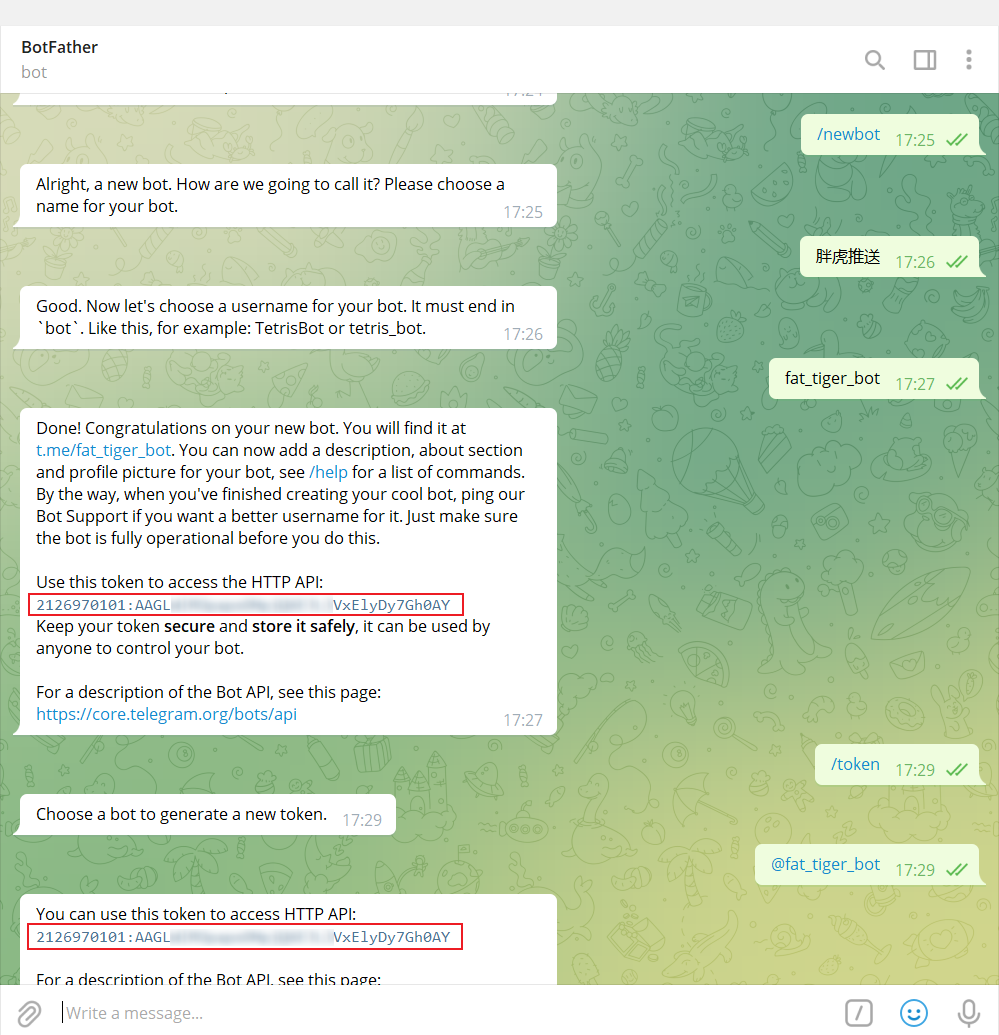 BotFather
bot
/newbot 17:25
Alright, a new bot. How are we going to call it? Please choose a
name for your bot. 17:25
胖虎推送 17:26
Good. Now let's choose a username for your bot. It must end in
`bot`. Like this, for example: TetrisBot or tetris_bot. 17:26
fat_tiger_bot 17:27
Done! Congratulations on your new bot. You will find it at
t.me/fat_tiger_bot. You can now add a description, about section
and profile picture for your bot, see /help for a list of commands.
By the way, when you've finished creating your cool bot, ping our
Bot Support if you want a better username for it. Just make sure
the bot is fully operational before you do this.
Use this token to access the HTTP API:
2126970101:AAGL VxElyDy7Gh0AY
Keep your token secure and store it safely, it can be used by
anyone to control your bot.
For a description of the Bot API, see this page:
https://core.telegram.org/bots/api 17:27
/token 17:29
Choose a bot to generate a new token. 17:29
@fat_tiger_bot 17:29
You can use this token to access HTTP API:
2126970101:AAGL VxElyDy7Gh0AY
For a description of the Bot API, see this page:
Write a message...